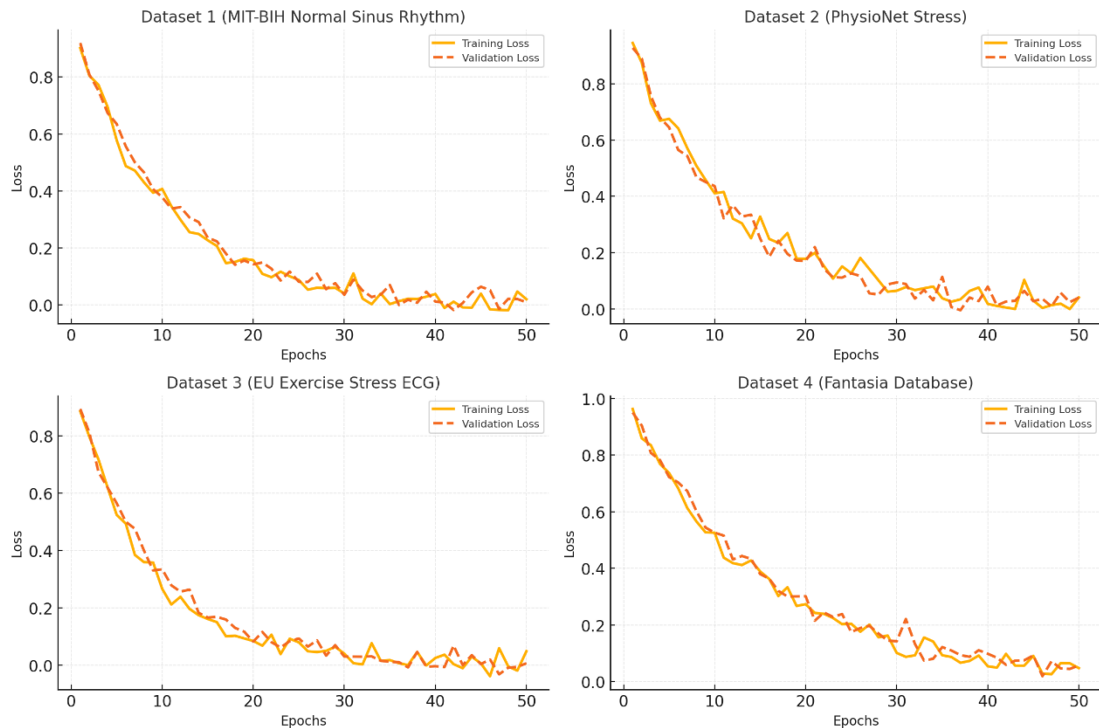 Dataset 1 (MIT-BIH Normal Sinus Rhythm)
Training Loss
Validation Loss
0.8
0.6
0.4
0.2
0.0
Loss
0 10 20 30 40 50
Epochs
Dataset 2 (PhysioNet Stress)
Training Loss
Validation Loss
0.8
0.6
0.4
0.2
0.0
Loss
0 10 20 30 40 50
Epochs
Dataset 3 (EU Exercise Stress ECG)
Training Loss
Validation Loss
0.8
0.6
0.4
0.2
0.0
Loss
0 10 20 30 40 50
Epochs
Dataset 4 (Fantasia Database)
Training Loss
Validation Loss
1.0
0.8
0.6
0.4
0.2
0.0
Loss
0 10 20 30 40 50
Epochs